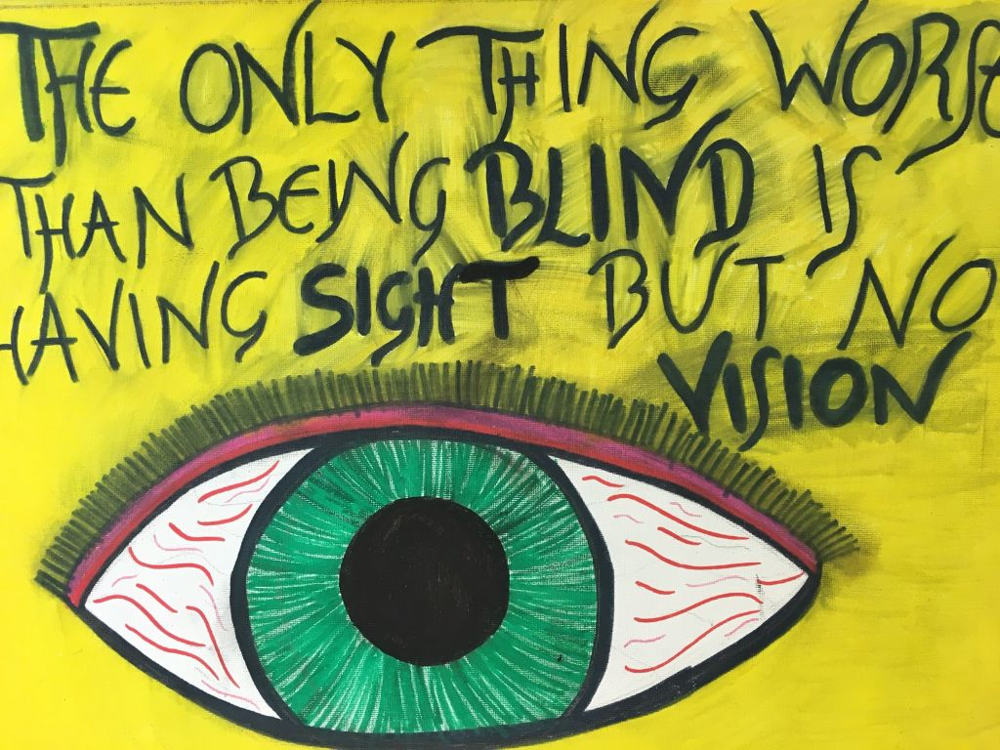 THE ONLY THING WORSE
THAN BEING BLIND IS
HAVING SIGHT BUT NO
VISION